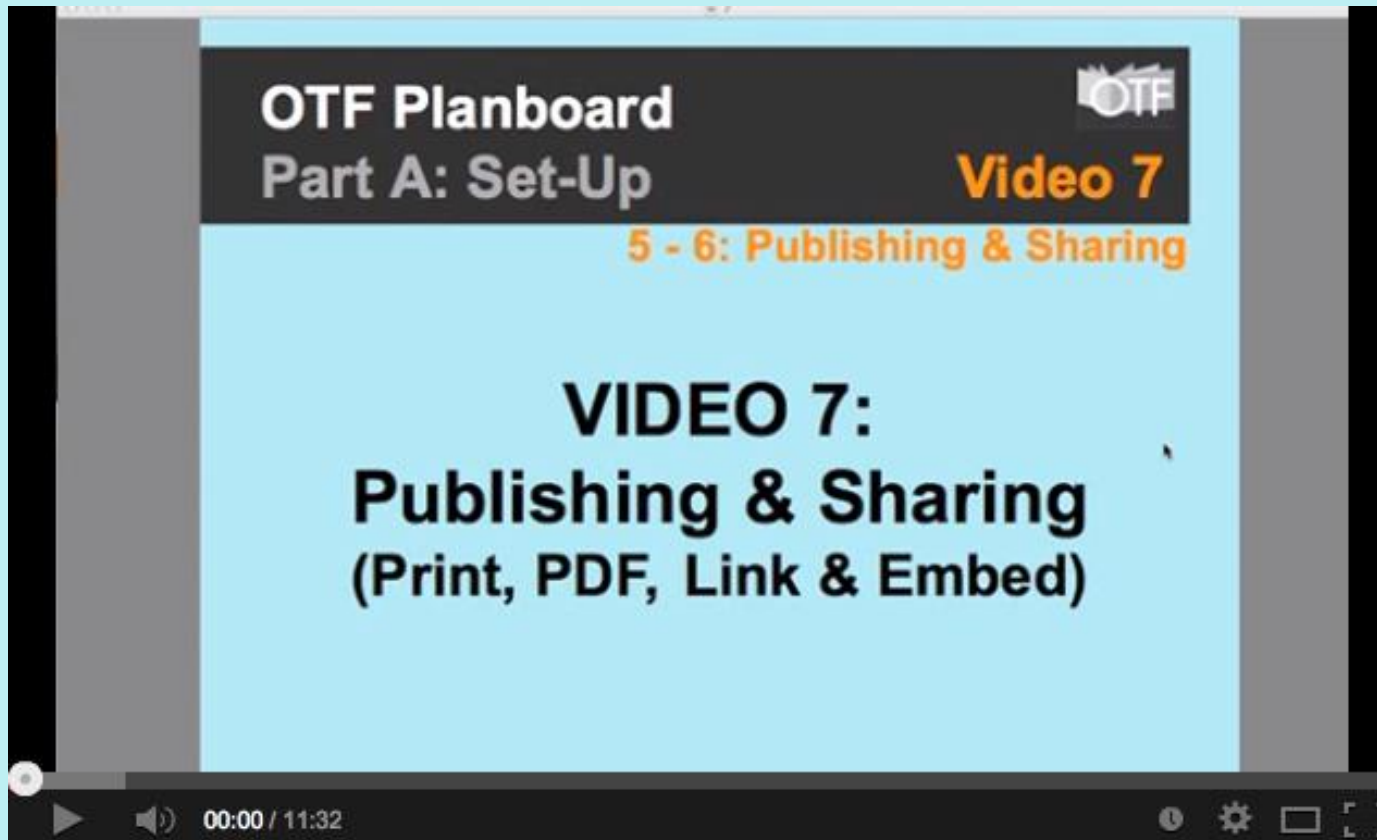 OTF Planboard
OTF
Part A: Set-Up
Video 7
5 - 6: Publishing & Sharing
VIDEO 7:
Publishing & Sharing
(Print, PDF, Link & Embed)
00:00 / 11:32